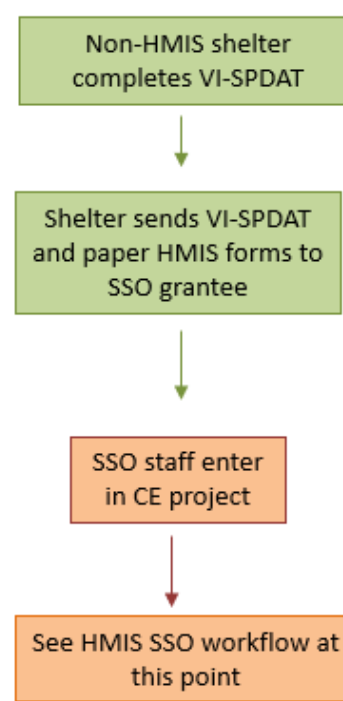 Non-HMIS shelter
completes VI-SPDAT
Shelter sends VI-SPDAT
and paper HMIS forms to
SSO grantee
SSO staff enter
in CE project
See HMIS SSO workflow at
this point